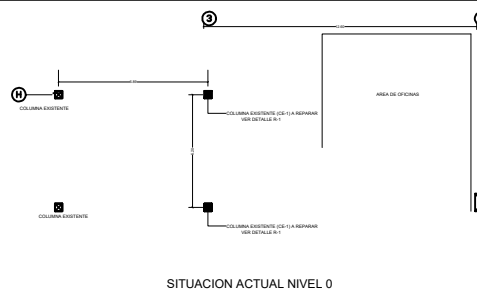 3
H
COLUMNA EXISTENTE
COLUMNA EXISTENTE (CE-1) A REPARAR
VER DETALLE R-1
AREA DE OFICINAS
COLUMNA EXISTENTE
COLUMNA EXISTENTE (CE-1) A REPARAR
VER DETALLE R-1
SITUACION ACTUAL NIVEL 0